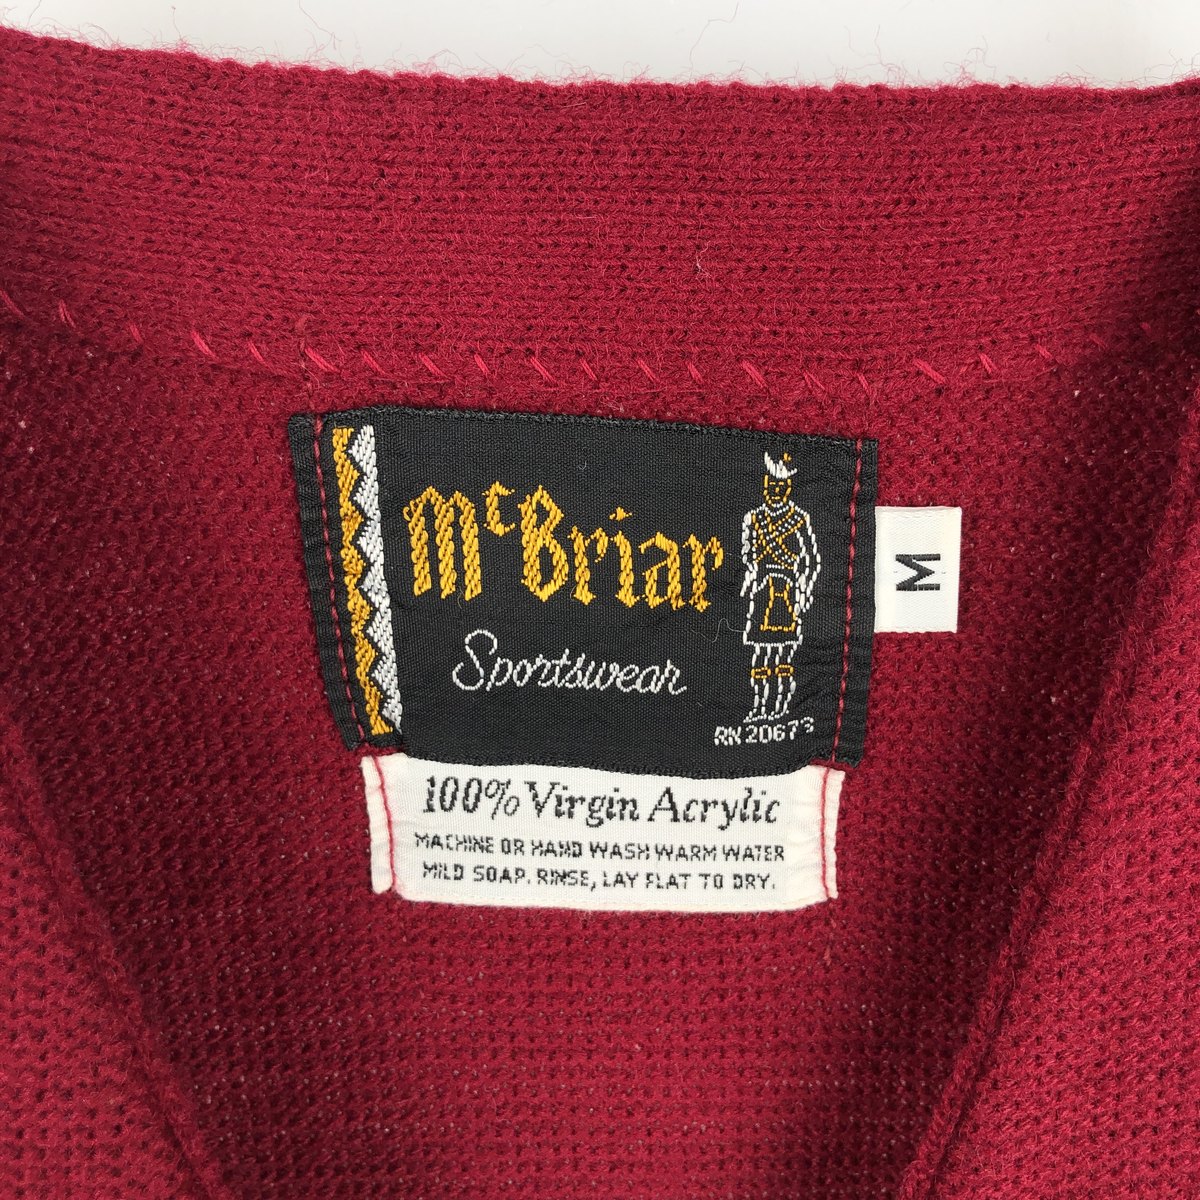 McBriar
Sportswear
RN 20673
M
100% Virgin Acrylic
MACHINE OR HAND WASH WARM WATER
MILD SOAP. RINSE, LAY FLAT TO DRY.